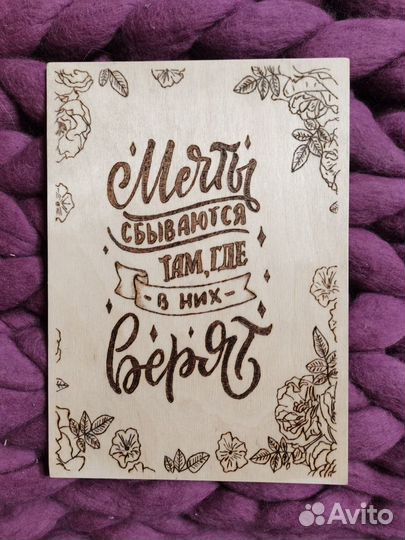 Мечты
сбываются
там, где
- в них -
верят
Avito